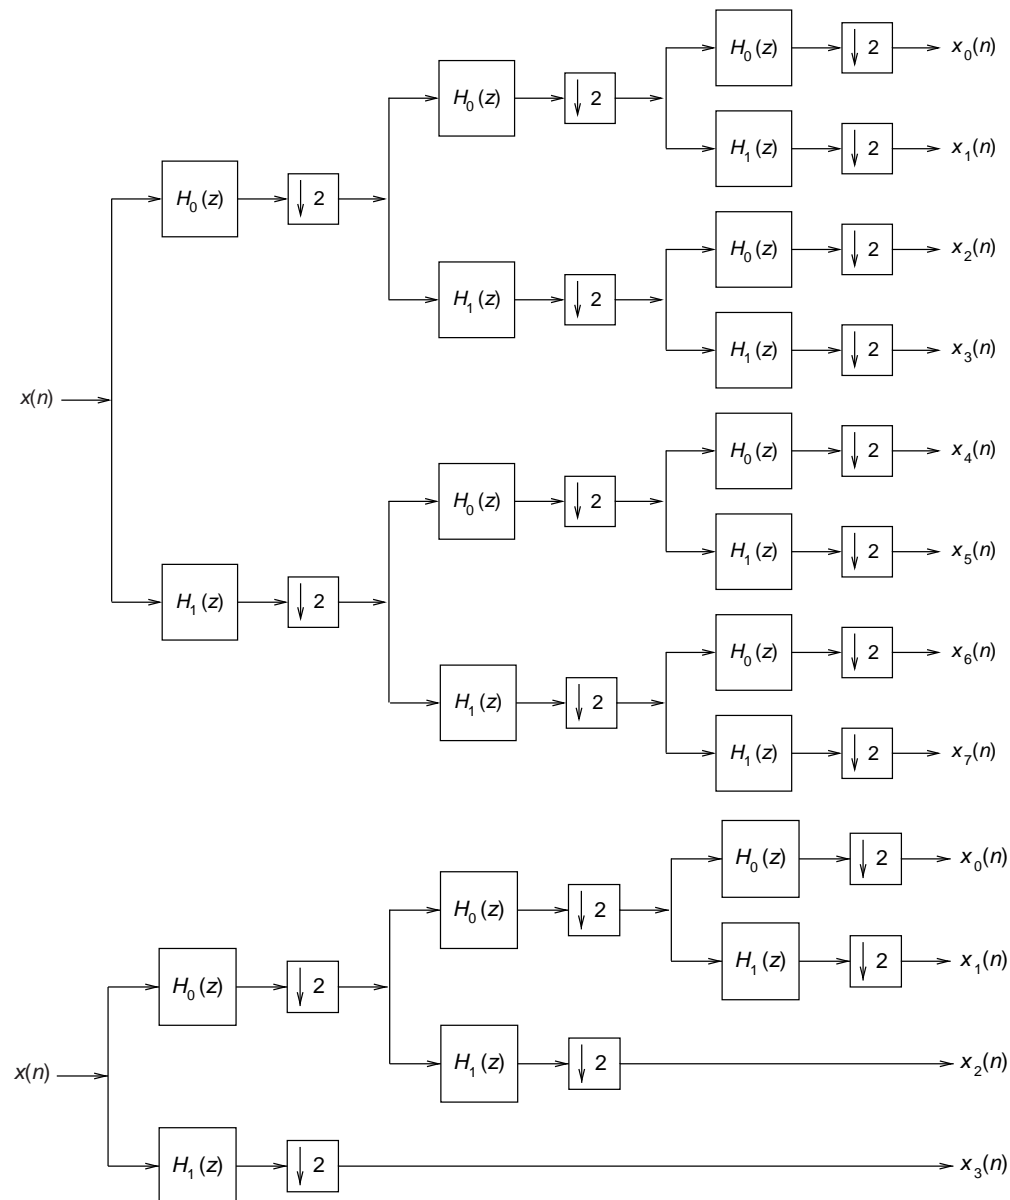 H0(z) ↓ 2 x0(n)
H0(z) ↓ 2
H1(z) ↓ 2 x1(n)
H0(z) ↓ 2
H0(z) ↓ 2 x2(n)
H1(z) ↓ 2
H1(z) ↓ 2 x3(n)
x(n)
H0(z) ↓ 2 x4(n)
H0(z) ↓ 2
H1(z) ↓ 2 x5(n)
H1(z) ↓ 2
H0(z) ↓ 2 x6(n)
H1(z) ↓ 2
H1(z) ↓ 2 x7(n)
H0(z) ↓ 2 x0(n)
H0(z) ↓ 2
H1(z) ↓ 2 x1(n)
H0(z) ↓ 2
H1(z) ↓ 2 x2(n)
x(n)
H1(z) ↓ 2 x3(n)